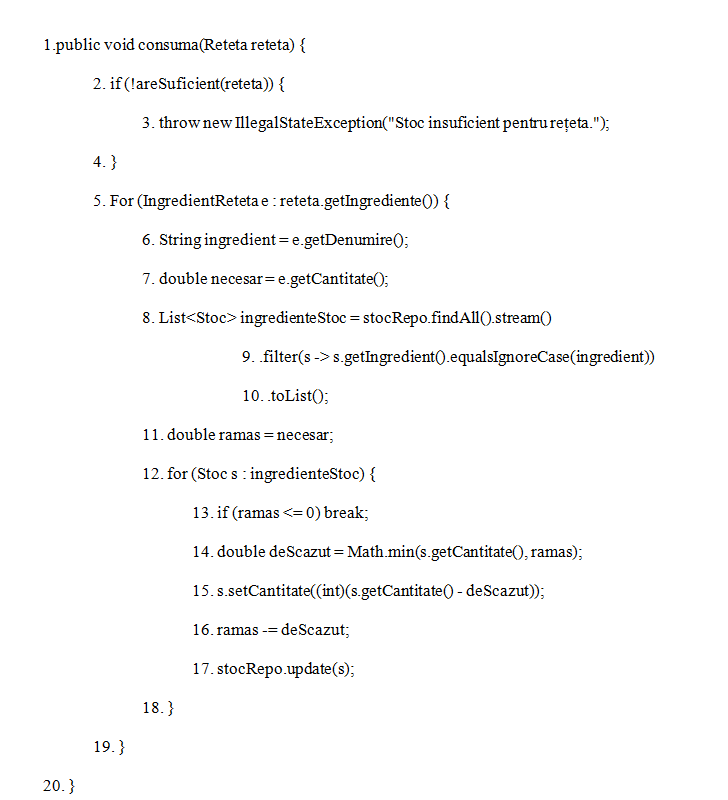 1.public void consuma(Reteta reteta) {
2. if (!areSuficient(reteta)) {
3. throw new IllegalStateException("Stoc insuficient pentru rețeta.");
4. }
5. For (IngredientReteta e : reteta.getIngrediente()) {
6. String ingredient = e.getDenumire();
7. double necesar = e.getCantitate();
8. List<Stoc> ingredienteStoc = stocRepo.findAll().stream()
9. .filter(s -> s.getIngredient().equalsIgnoreCase(ingredient))
10. .toList();
11. double ramas = necesar;
12. for (Stoc s : ingredienteStoc) {
13. if (ramas <= 0) break;
14. double deScazut = Math.min(s.getCantitate(), ramas);
15. s.setCantitate((int)(s.getCantitate() - deScazut));
16. ramas -= deScazut;
17. stocRepo.update(s);
18. }
19. }
20. }